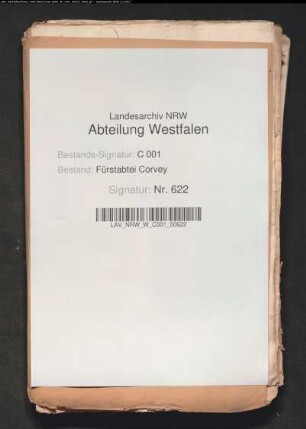 Landesarchiv NRW
Abteilung Westfalen
Bestands-Signatur: C 001
Bestand: Fürstabtei Corvey
Signatur: Nr. 622
LAV_NRW_W_C001_00622